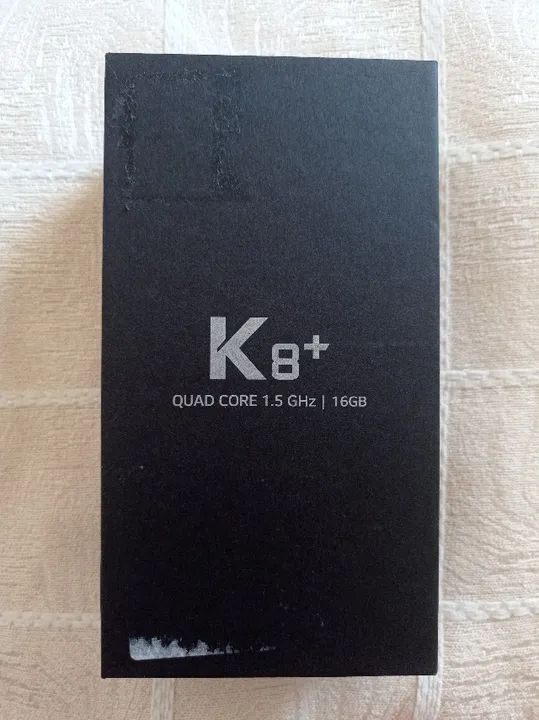 K8+
QUAD CORE 1.5 GHz | 16GB